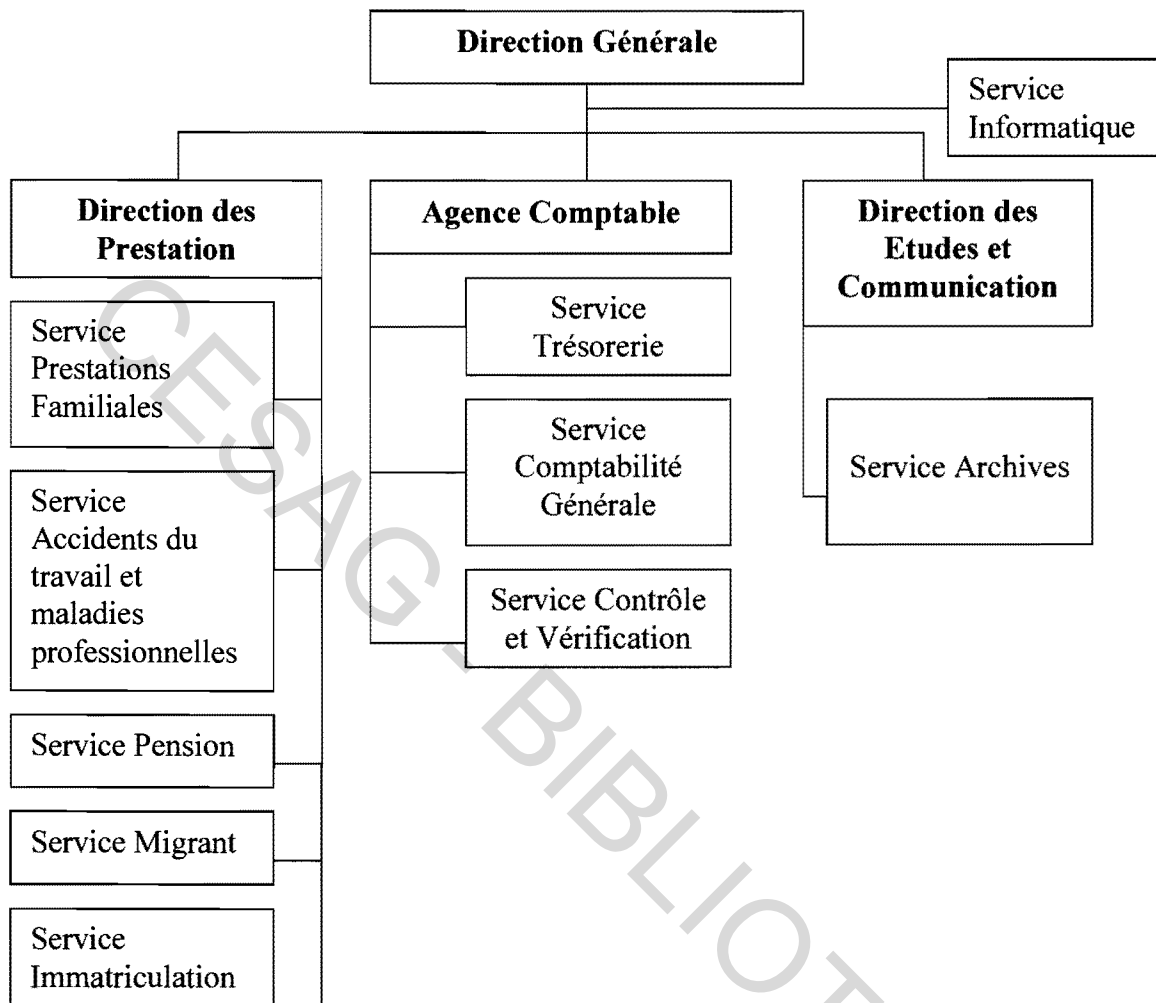 Direction Générale
Service
Informatique
Direction des
Prestation
Agence Comptable
Direction des
Etudes et
Communication
Service
Prestations
Familiales
Service
Trésorerie
Service
Comptabilité
Générale
Service Archives
Service
Accidents du
travail et
maladies
professionnelles
Service Contrôle
et Vérification
Service Pension
Service Migrant
Service
Immatriculation
CESAG - BIBLIOT